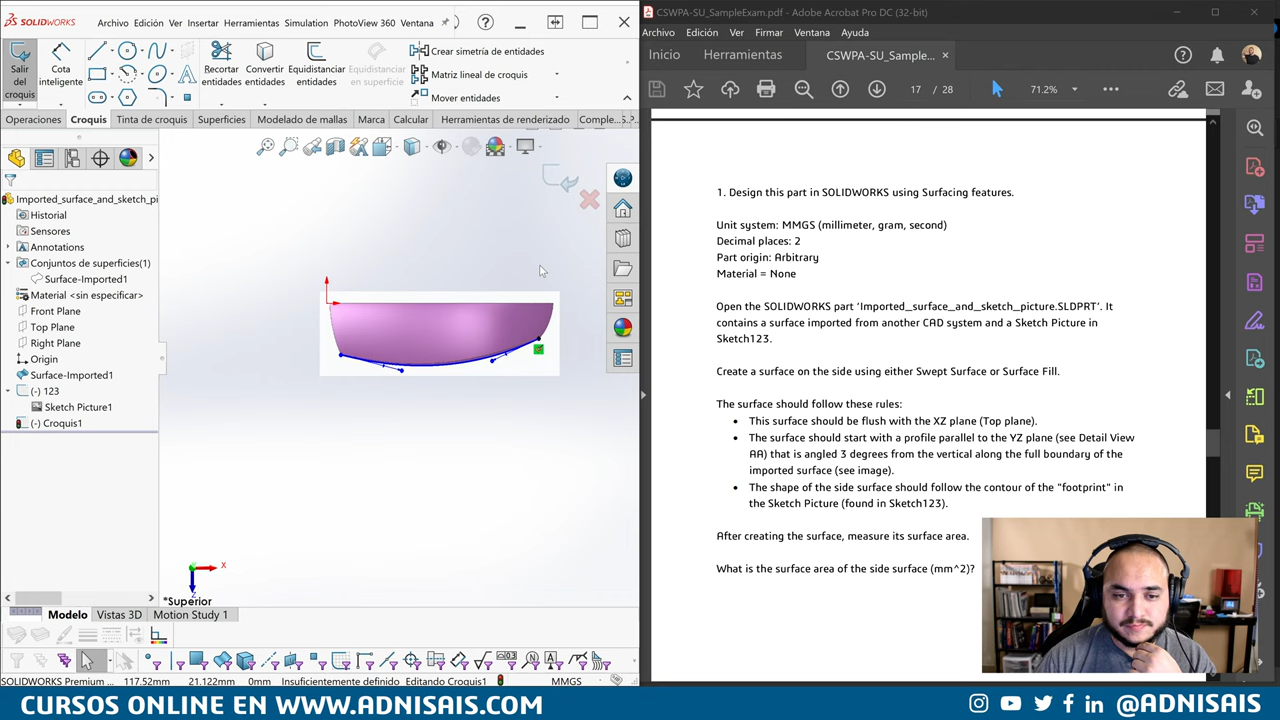 SOLIDWORKS
Archivo Edición Ver Insertar Herramientas Simulation PhotoView 360 Ventana
Salir del croquis
Cota inteligente
Recortar entidades
Convertir entidades
Equidistanciar entidades
Equidistanciar en superficie
Crear simetría de entidades
Matriz lineal de croquis
Mover entidades
Operaciones Croquis Tinta de croquis Superficies Modelado de mallas Marca Calcular Herramientas de renderizado Comple...
Imported_surface_and_sketch_pi
Historial
Sensores
Annotations
Conjuntos de superficies(1)
Surface-Imported1
Material <sin especificar>
Front Plane
Top Plane
Right Plane
Origin
Surface-Imported1
(-) 123
Sketch Picture1
(-) Croquis1
X
Z
*Superior
Modelo Vistas 3D Motion Study 1
SOLIDWORKS Premium ... 117.52mm 21.122mm 0mm Insuficientemente definido Editando Croquis1 MMGS
CSWPA-SU_SampleExam.pdf - Adobe Acrobat Pro DC (32-bit)
Archivo Edición Ver Firmar Ventana Ayuda
Inicio Herramientas CSWPA-SU_Sample... ×
17 / 28 71.2%
1. Design this part in SOLIDWORKS using Surfacing features.
Unit system: MMGS (millimeter, gram, second)
Decimal places: 2
Part origin: Arbitrary
Material = None
Open the SOLIDWORKS part 'Imported_surface_and_sketch_picture.SLDPRT'. It
contains a surface imported from another CAD system and a Sketch Picture in
Sketch123.
Create a surface on the side using either Swept Surface or Surface Fill.
The surface should follow these rules:
• This surface should be flush with the XZ plane (Top plane).
• The surface should start with a profile parallel to the YZ plane (see Detail View
AA) that is angled 3 degrees from the vertical along the full boundary of the
imported surface (see image).
• The shape of the side surface should follow the contour of the "footprint" in
the Sketch Picture (found in Sketch123).
After creating the surface, measure its surface area.
What is the surface area of the side surface (mm^2)?
CURSOS ONLINE EN WWW.ADNISAIS.COM
@ADNISAIS